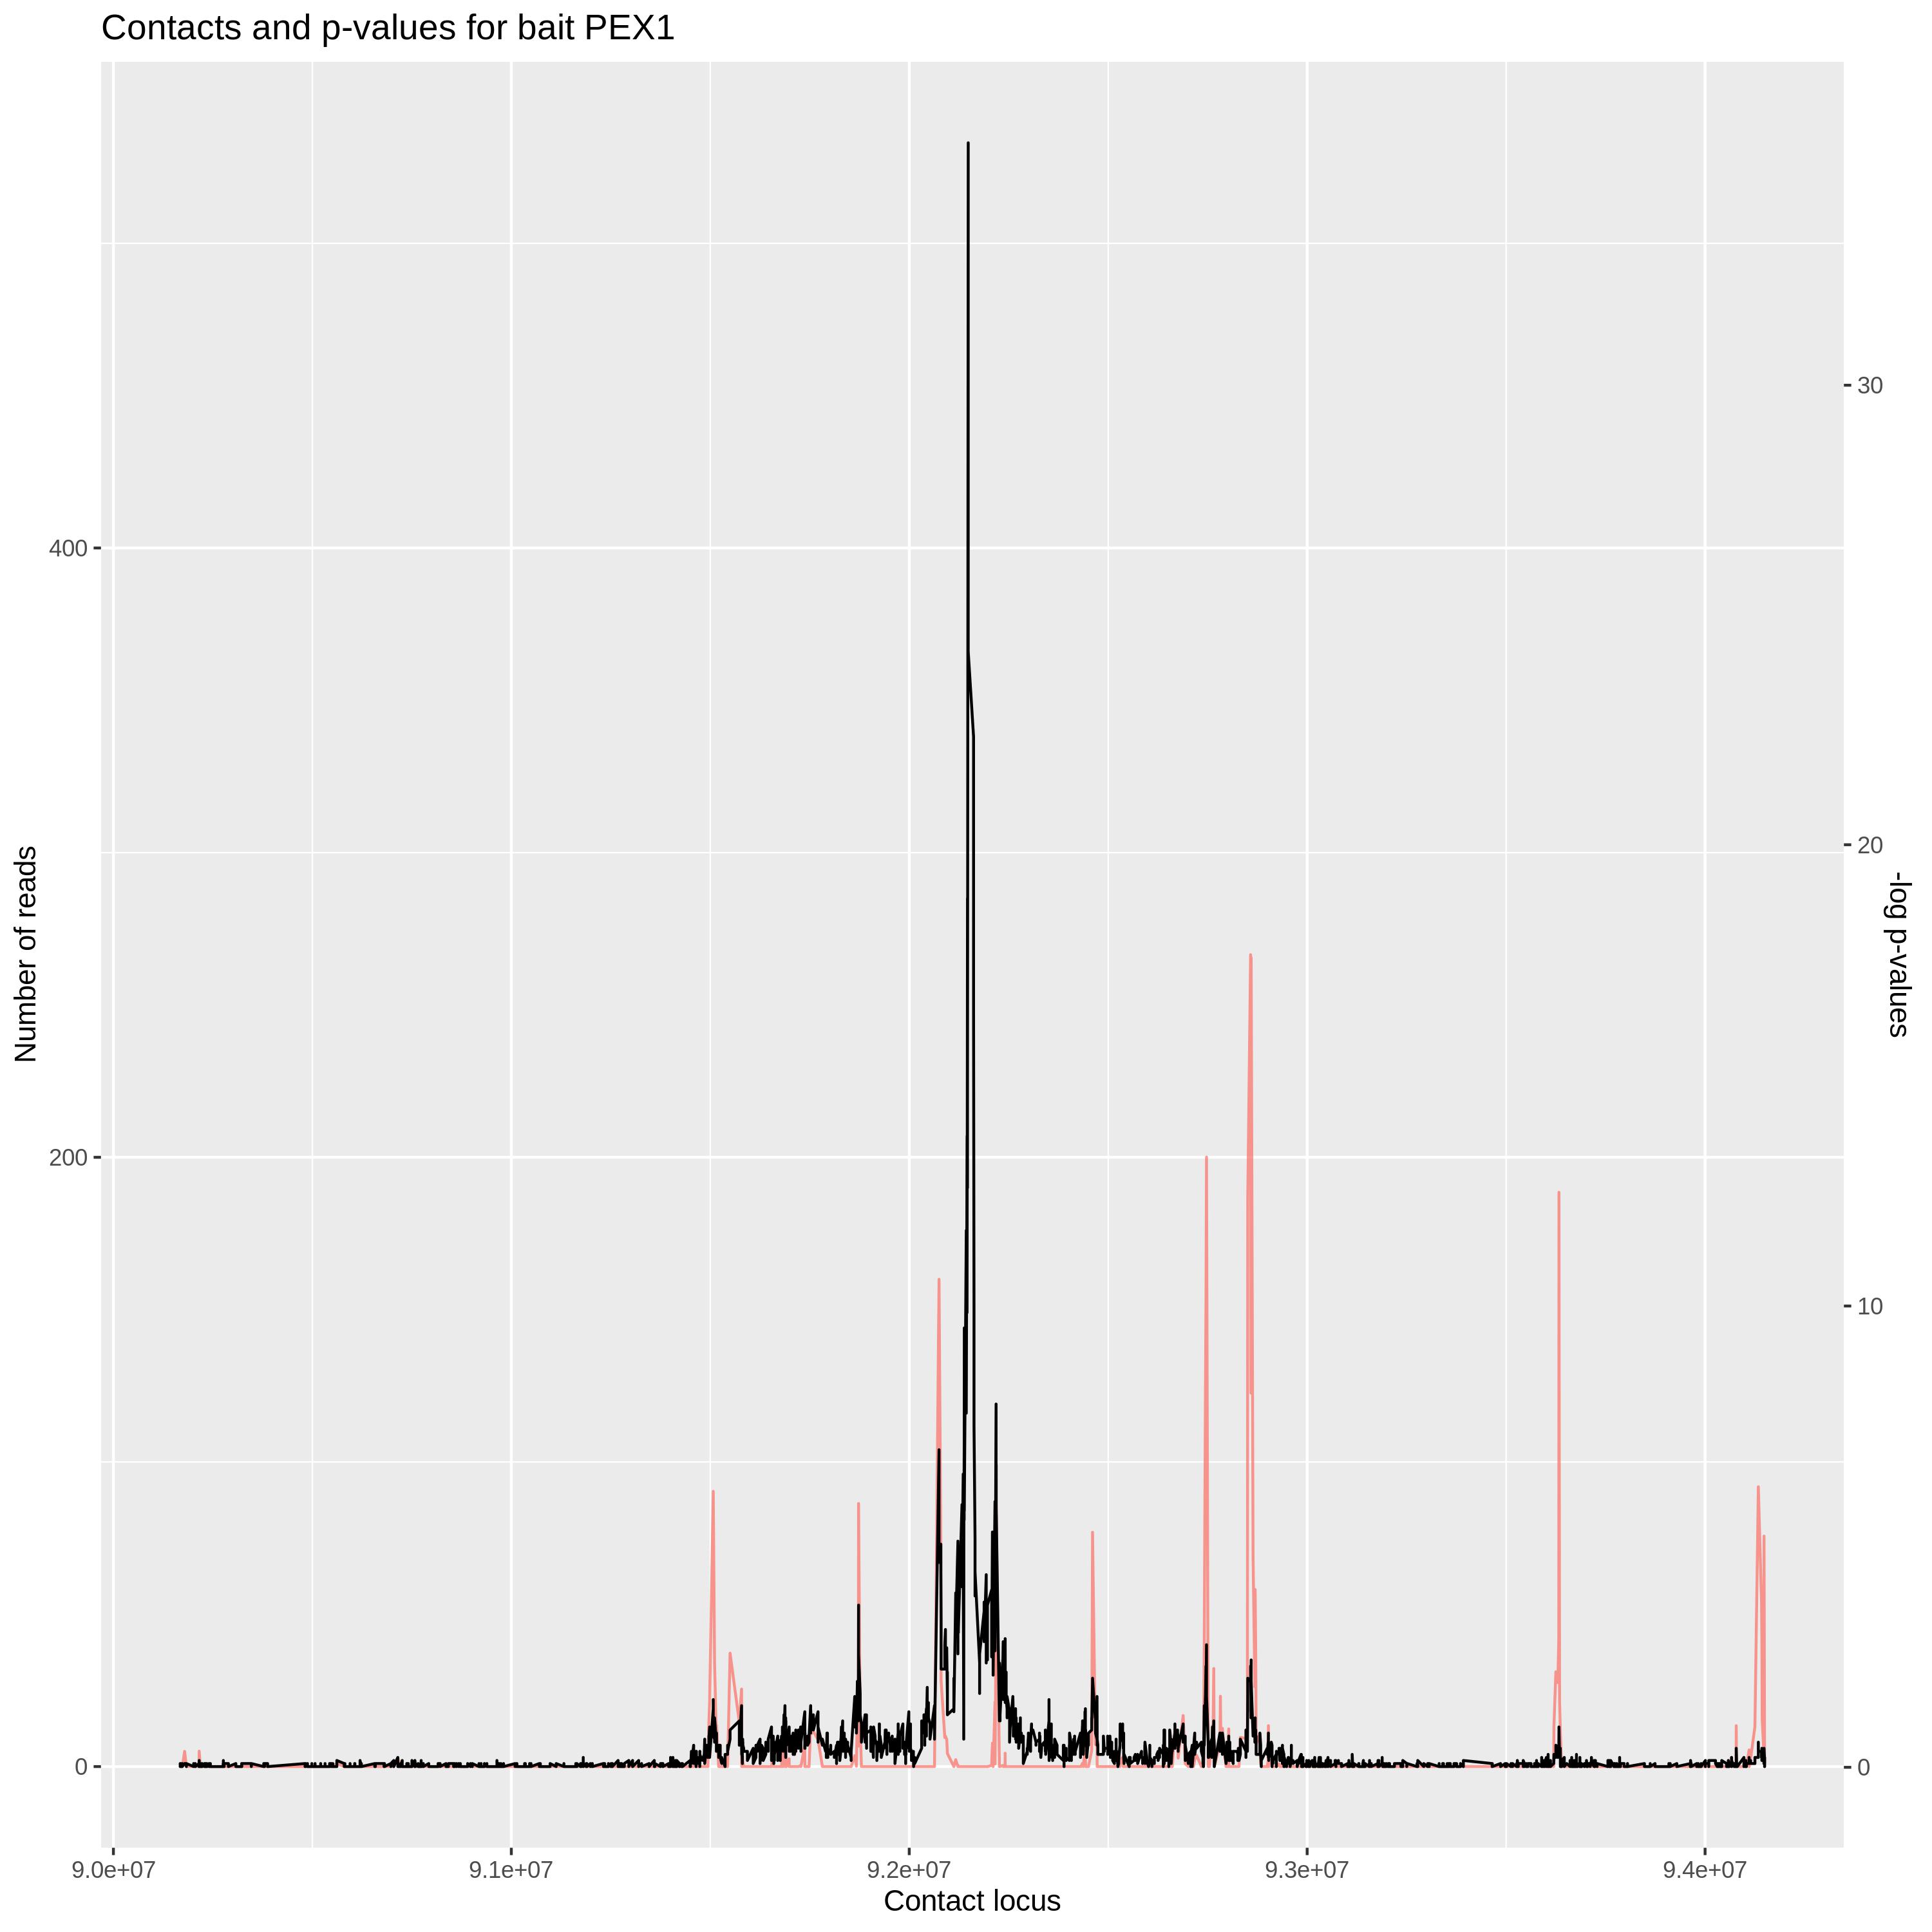 Contacts and p-values for bait PEX1
Number of reads
400
200
0
30
20
10
0
-log p-values
9.0e+07
9.1e+07
9.2e+07
9.3e+07
9.4e+07
Contact locus